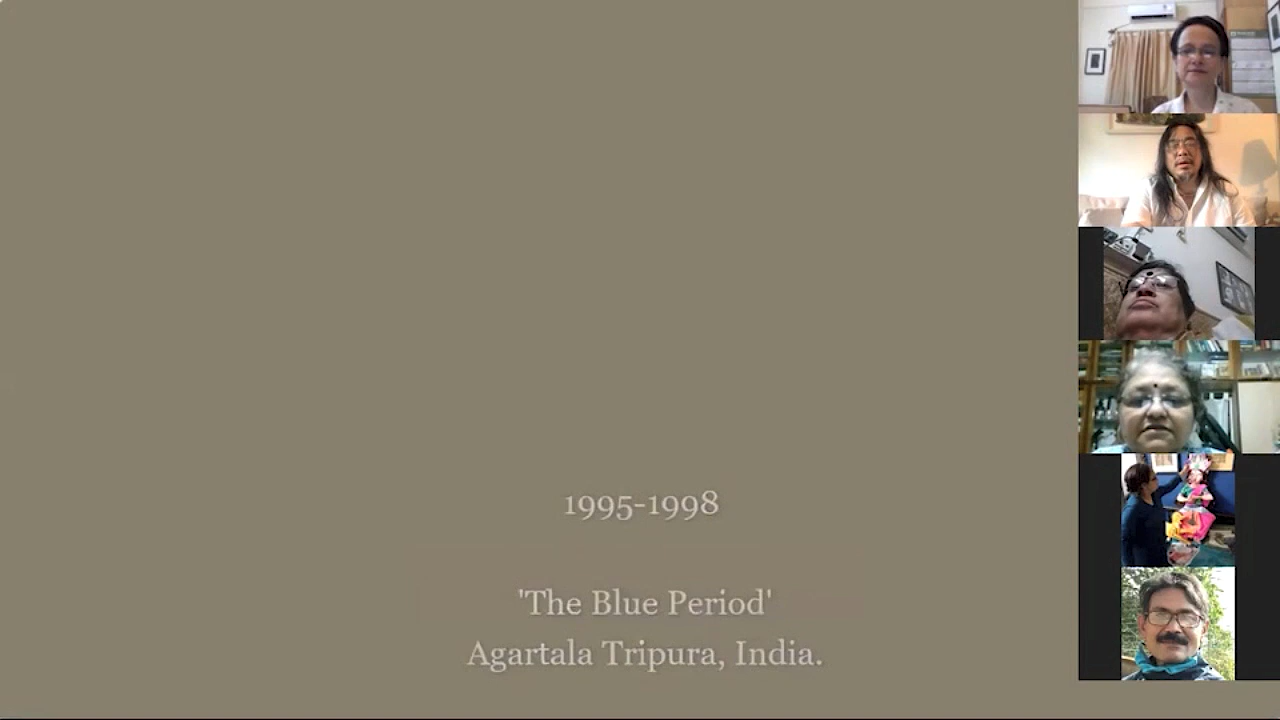 1995-1998
'The Blue Period'
Agartala Tripura, India.